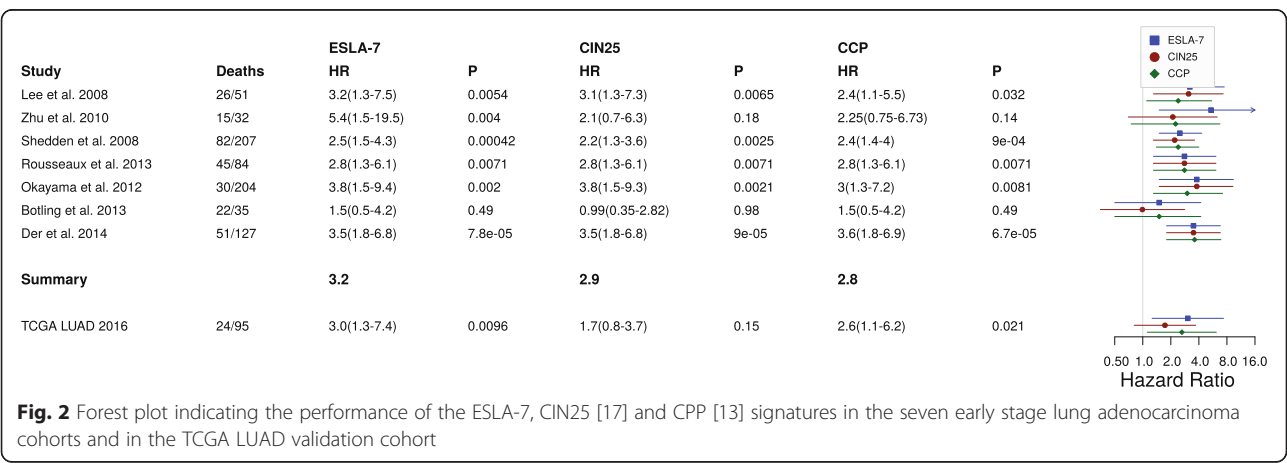 ESLA-7 CIN25 CCP
Study Deaths HR P HR P HR P
Lee et al. 2008 26/51 3.2(1.3-7.5) 0.0054 3.1(1.3-7.3) 0.0065 2.4(1.1-5.5) 0.032
Zhu et al. 2010 15/32 5.4(1.5-19.5) 0.004 2.1(0.7-6.3) 0.18 2.25(0.75-6.73) 0.14
Shedden et al. 2008 82/207 2.5(1.5-4.3) 0.00042 2.2(1.3-3.6) 0.0025 2.4(1.4-4) 9e-04
Rousseaux et al. 2013 45/84 2.8(1.3-6.1) 0.0071 2.8(1.3-6.1) 0.0071 2.8(1.3-6.1) 0.0071
Okayama et al. 2012 30/204 3.8(1.5-9.4) 0.002 3.8(1.5-9.3) 0.0021 3(1.3-7.2) 0.0081
Botling et al. 2013 22/35 1.5(0.5-4.2) 0.49 0.99(0.35-2.82) 0.98 1.5(0.5-4.2) 0.49
Der et al. 2014 51/127 3.5(1.8-6.8) 7.8e-05 3.5(1.8-6.8) 9e-05 3.6(1.8-6.9) 6.7e-05
Summary 3.2 2.9 2.8
TCGA LUAD 2016 24/95 3.0(1.3-7.4) 0.0096 1.7(0.8-3.7) 0.15 2.6(1.1-6.2) 0.021
ESLA-7
CIN25
CCP
0.50 1.0 2.0 4.0 8.0 16.0
Hazard Ratio
Fig. 2 Forest plot indicating the performance of the ESLA-7, CIN25 [17] and CPP [13] signatures in the seven early stage lung adenocarcinoma
cohorts and in the TCGA LUAD validation cohort